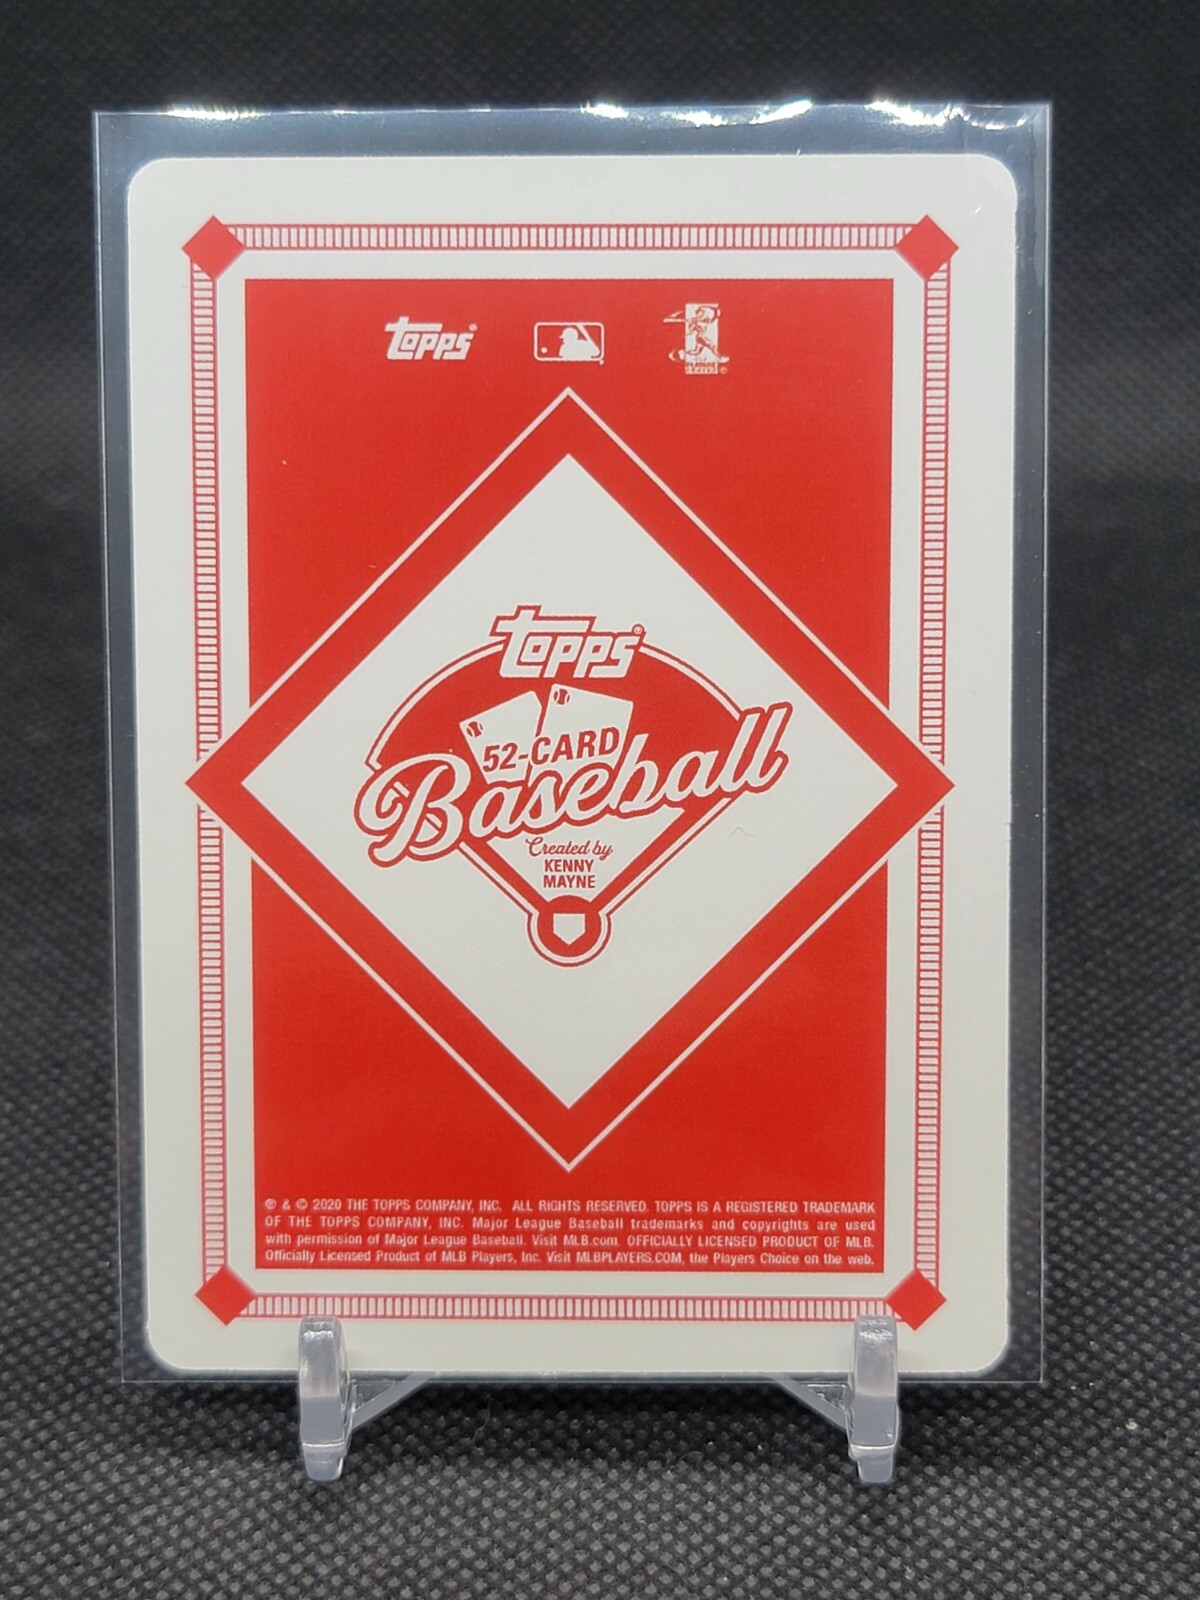 Topps®
Topps®
52-CARD
Baseball
Created by
KENNY
MAYNE
® & © 2020 THE TOPPS COMPANY, INC. ALL RIGHTS RESERVED. TOPPS IS A REGISTERED TRADEMARK
OF THE TOPPS COMPANY, INC. Major League Baseball trademarks and copyrights are used
with permission of Major League Baseball. Visit MLB.com. OFFICIALLY LICENSED PRODUCT OF MLB.
Officially Licensed Product of MLB Players, Inc. Visit MLBPLAYERS.COM, the Players Choice on the web.